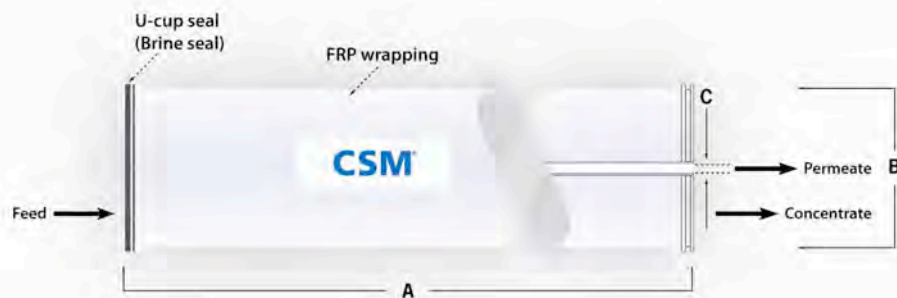 U-cup seal
(Brine seal)
FRP wrapping
C
CSM
Permeate
B
Feed
Concentrate
A